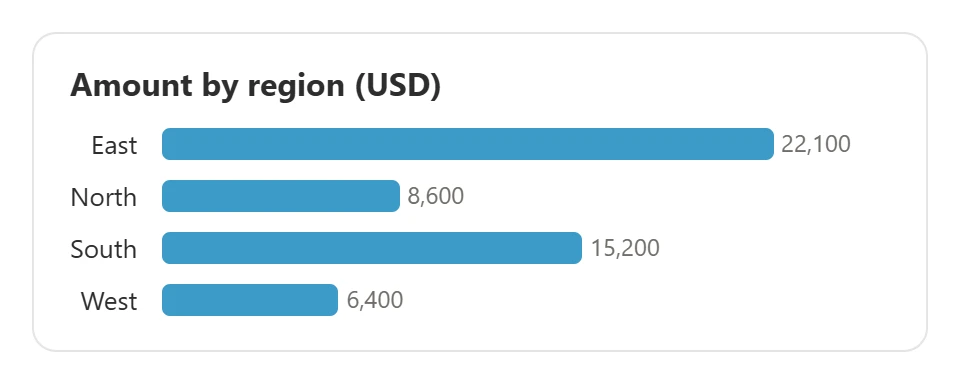 Amount by region (USD)
East 22,100
North 8,600
South 15,200
West 6,400